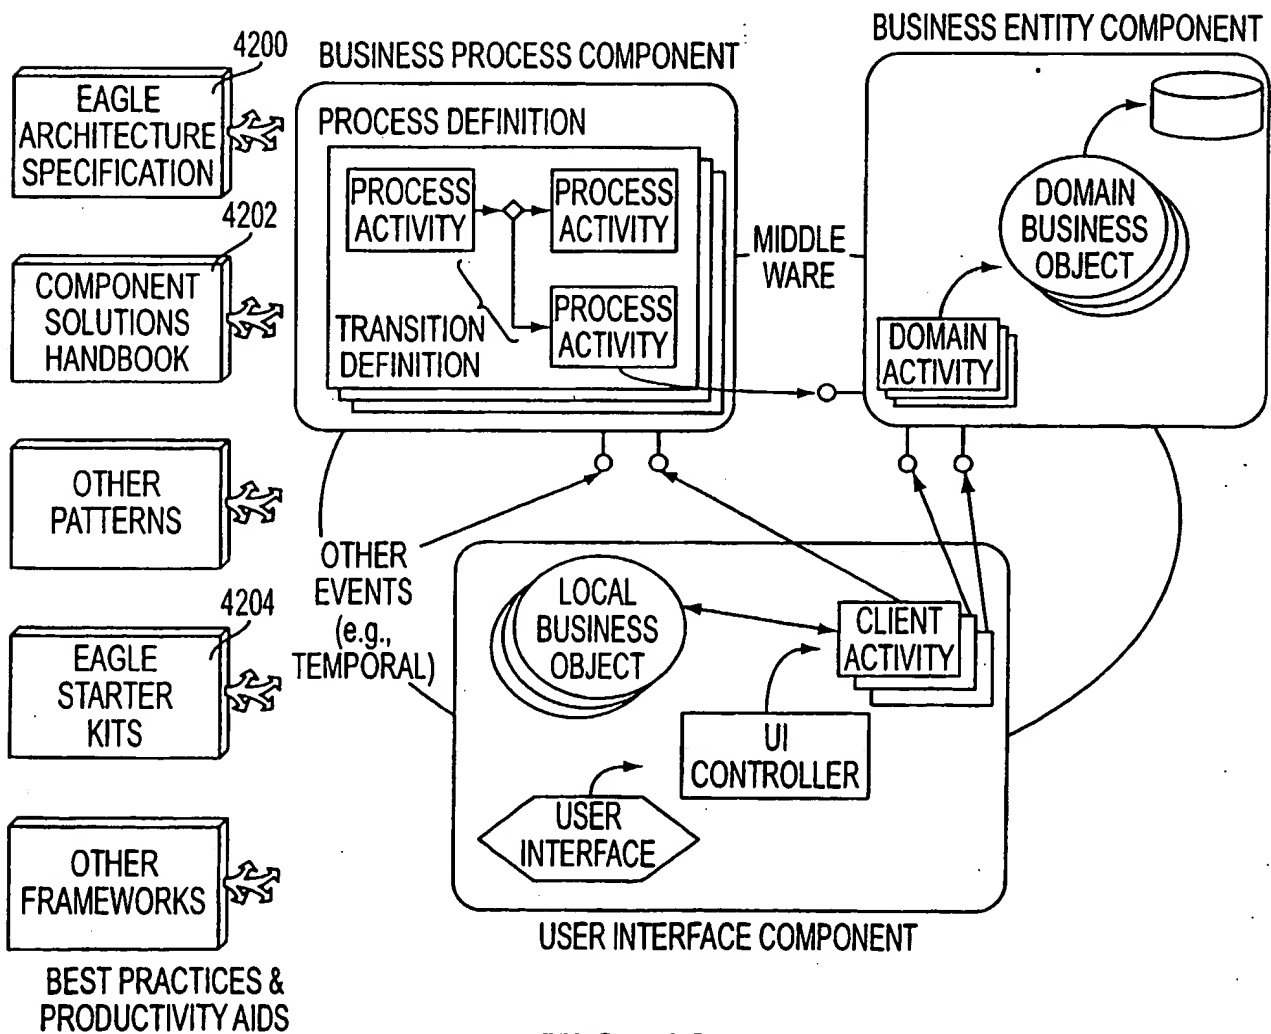 4200
EAGLE
ARCHITECTURE
SPECIFICATION
4202
COMPONENT
SOLUTIONS
HANDBOOK
OTHER
PATTERNS
4204
EAGLE
STARTER
KITS
OTHER
FRAMEWORKS
BEST PRACTICES &
PRODUCTIVITY AIDS
BUSINESS PROCESS COMPONENT
PROCESS DEFINITION
PROCESS
ACTIVITY
PROCESS
ACTIVITY
PROCESS
ACTIVITY
TRANSITION
DEFINITION
MIDDLE
WARE
BUSINESS ENTITY COMPONENT
DOMAIN
BUSINESS
OBJECT
DOMAIN
ACTIVITY
OTHER
EVENTS
(e.g.,
TEMPORAL)
LOCAL
BUSINESS
OBJECT
CLIENT
ACTIVITY
UI
CONTROLLER
USER
INTERFACE
USER INTERFACE COMPONENT